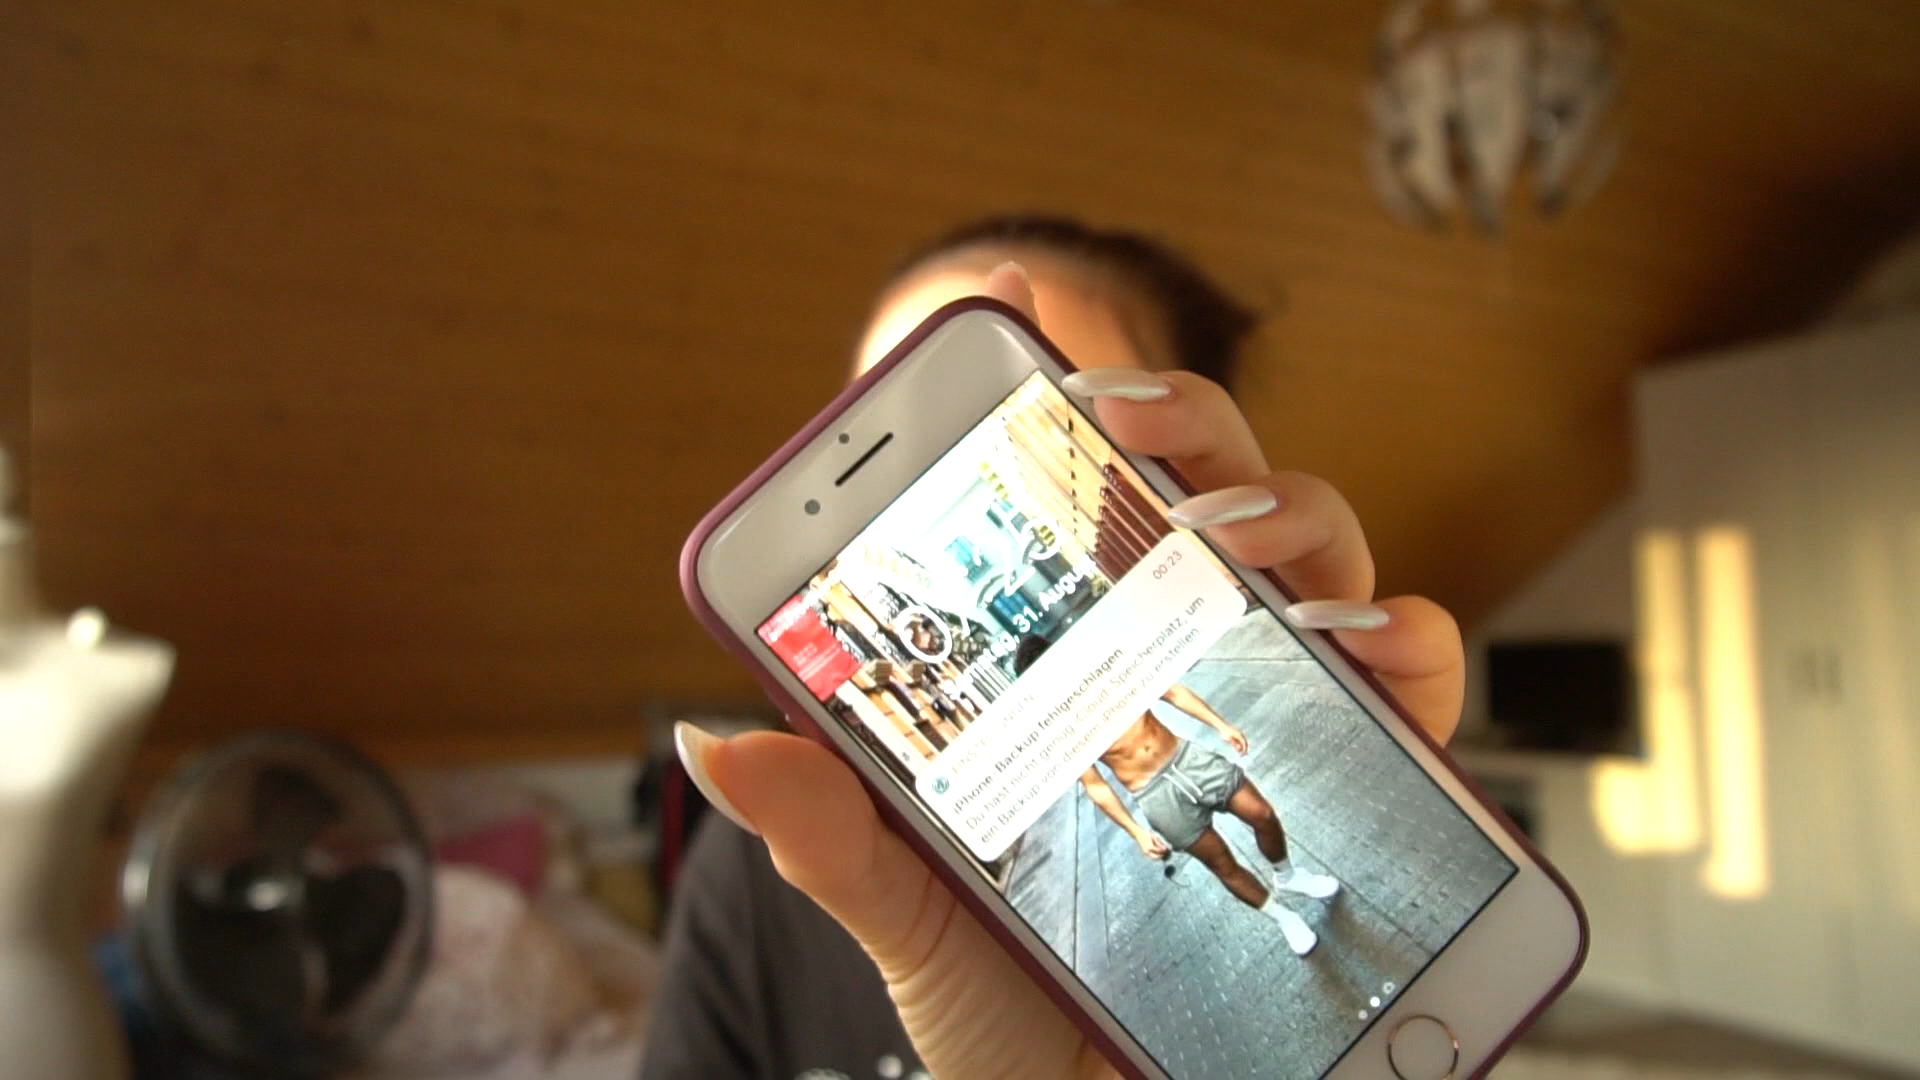 31. August
EINSTELLUNGEN 00:23
iPhone-Backup fehlgeschlagen
Du hast nicht genug iCloud-Speicherplatz, um
ein Backup von diesem iPhone zu erstellen.